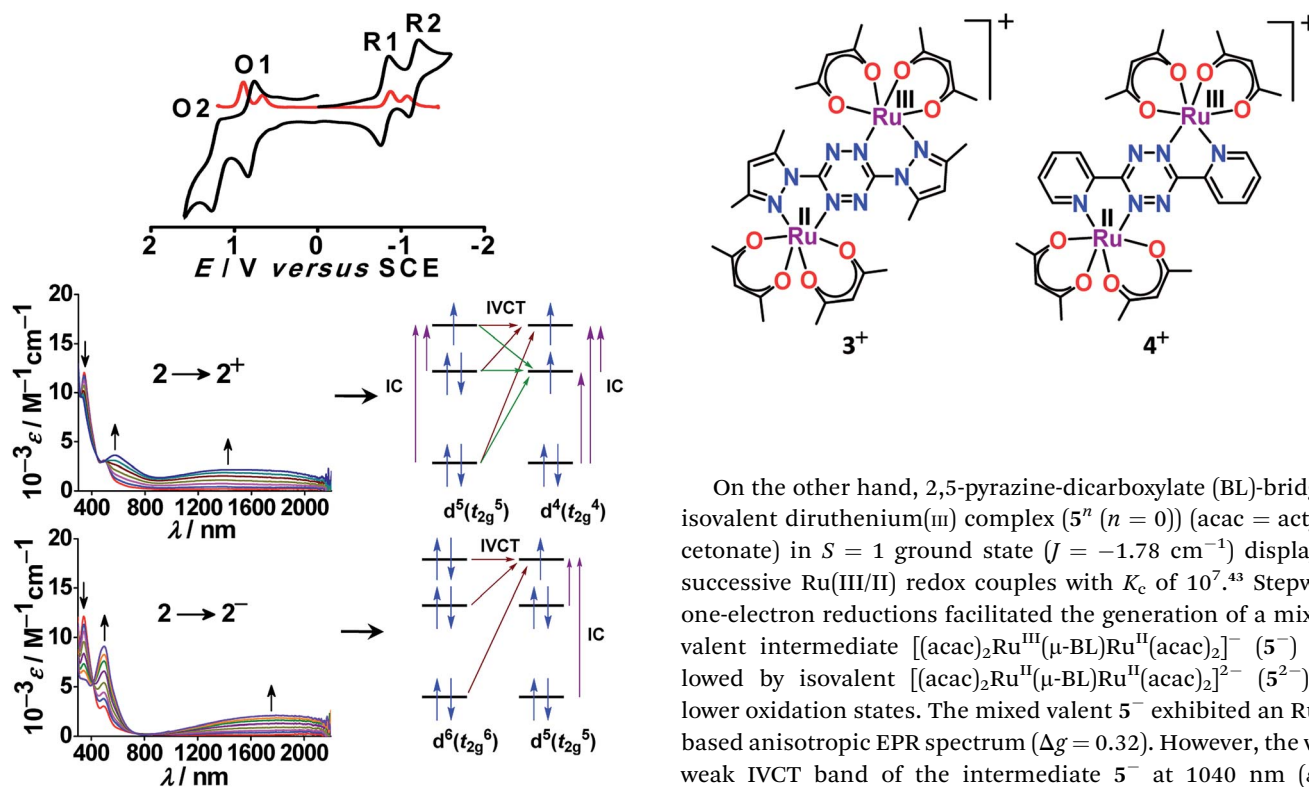 O2
O1
R1
R2
2 1 0 -1 -2
E / V versus SCE
20
15
10
5
0
10⁻³ ε / M⁻¹cm⁻¹
2 → 2⁺
400 800 1200 1600 2000
λ / nm
IVCT
IC
IC
d⁵(t₂g⁵) d⁴(t₂g⁴)
20
15
10
5
0
10⁻³ ε / M⁻¹cm⁻¹
2 → 2⁻
400 800 1200 1600 2000
λ / nm
IVCT
IC
d⁶(t₂g⁶) d⁵(t₂g⁵)
+
O O
O O
III
Ru
N N N
N N N
N N
II
Ru
O O
O O
3⁺
+
O O
O O
III
Ru
N N N
N N N
II
Ru
O O
O O
4⁺
On the other hand, 2,5-pyrazine-dicarboxylate (BL)-brid
isovalent diruthenium(III) complex (5ⁿ (n = 0)) (acac = act
cetonate) in S = 1 ground state (J = −1.78 cm⁻¹) displa
successive Ru(III/II) redox couples with Kc of 10⁷.⁴³ Stepw
one-electron reductions facilitated the generation of a mix
valent intermediate [(acac)₂Ruᴵᴵᴵ(μ-BL)Ruᴵᴵ(acac)₂]⁻ (5⁻)
lowed by isovalent [(acac)₂Ruᴵᴵ(μ-BL)Ruᴵᴵ(acac)₂]²⁻ (5²⁻)
lower oxidation states. The mixed valent 5⁻ exhibited an Ru
based anisotropic EPR spectrum (Δg = 0.32). However, the v
weak IVCT band of the intermediate 5⁻ at 1040 nm (a